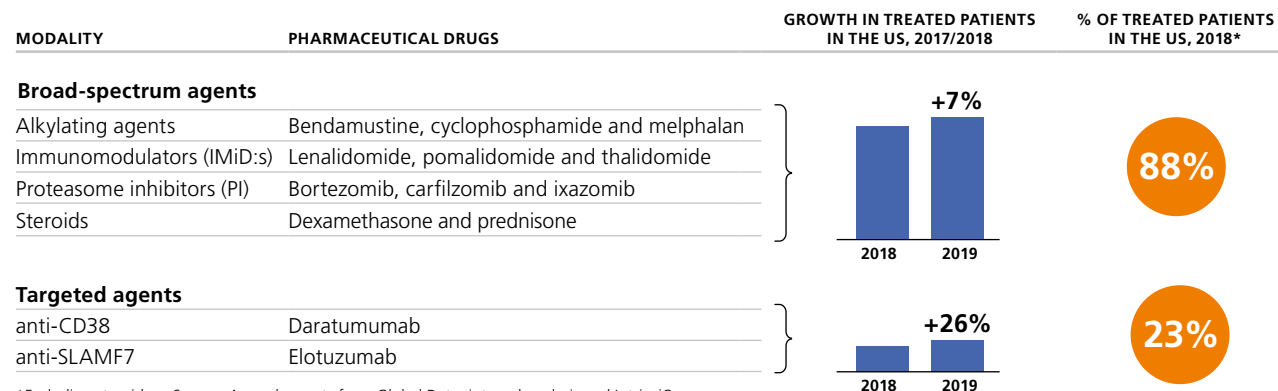 MODALITY PHARMACEUTICAL DRUGS GROWTH IN TREATED PATIENTS IN THE US, 2017/2018 % OF TREATED PATIENTS IN THE US, 2018*
Broad-spectrum agents
+7%
Alkylating agents Bendamustine, cyclophosphamide and melphalan
Immunomodulators (IMiD:s) Lenalidomide, pomalidomide and thalidomide
88%
Proteasome inhibitors (PI) Bortezomib, carfilzomib and ixazomib
Steroids Dexamethasone and prednisone
2018 2019
Targeted agents
anti-CD38 Daratumumab
+26%
23%
anti-SLAMF7 Elotuzumab
2018 2019